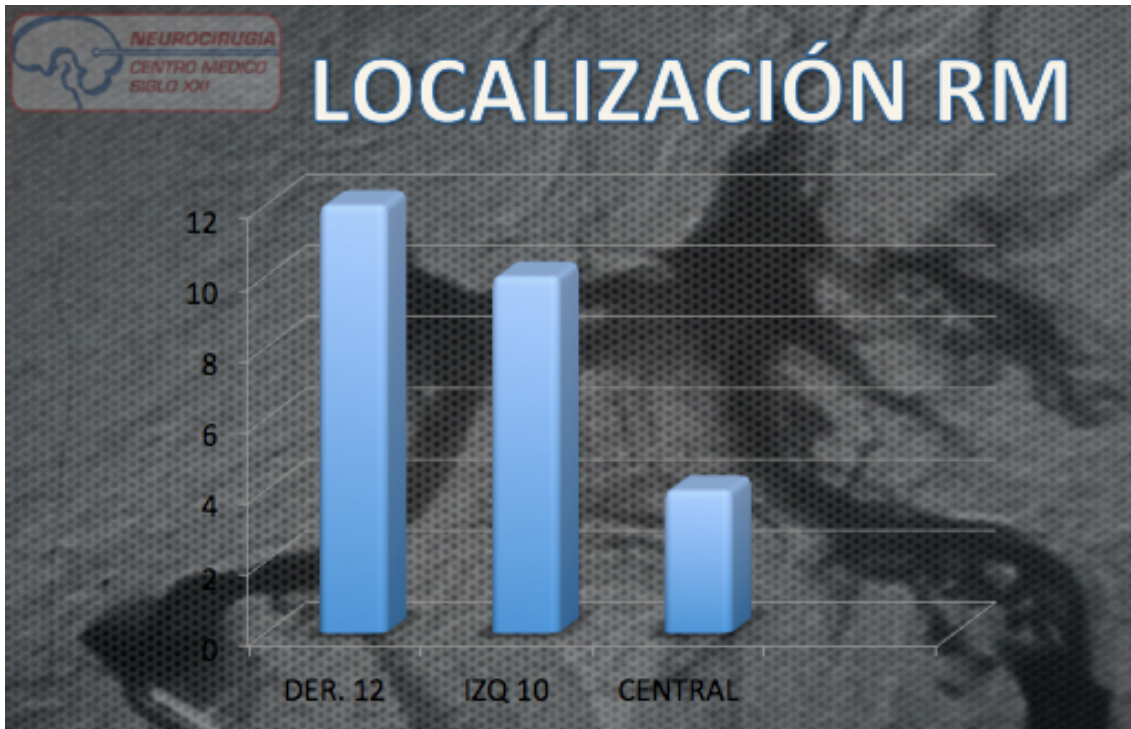 NEUROCIRUGIA
CENTRO MEDICO
SIGLO XXI
LOCALIZACIÓN RM
12
10
8
6
4
2
0
DER. 12
IZQ 10
CENTRAL